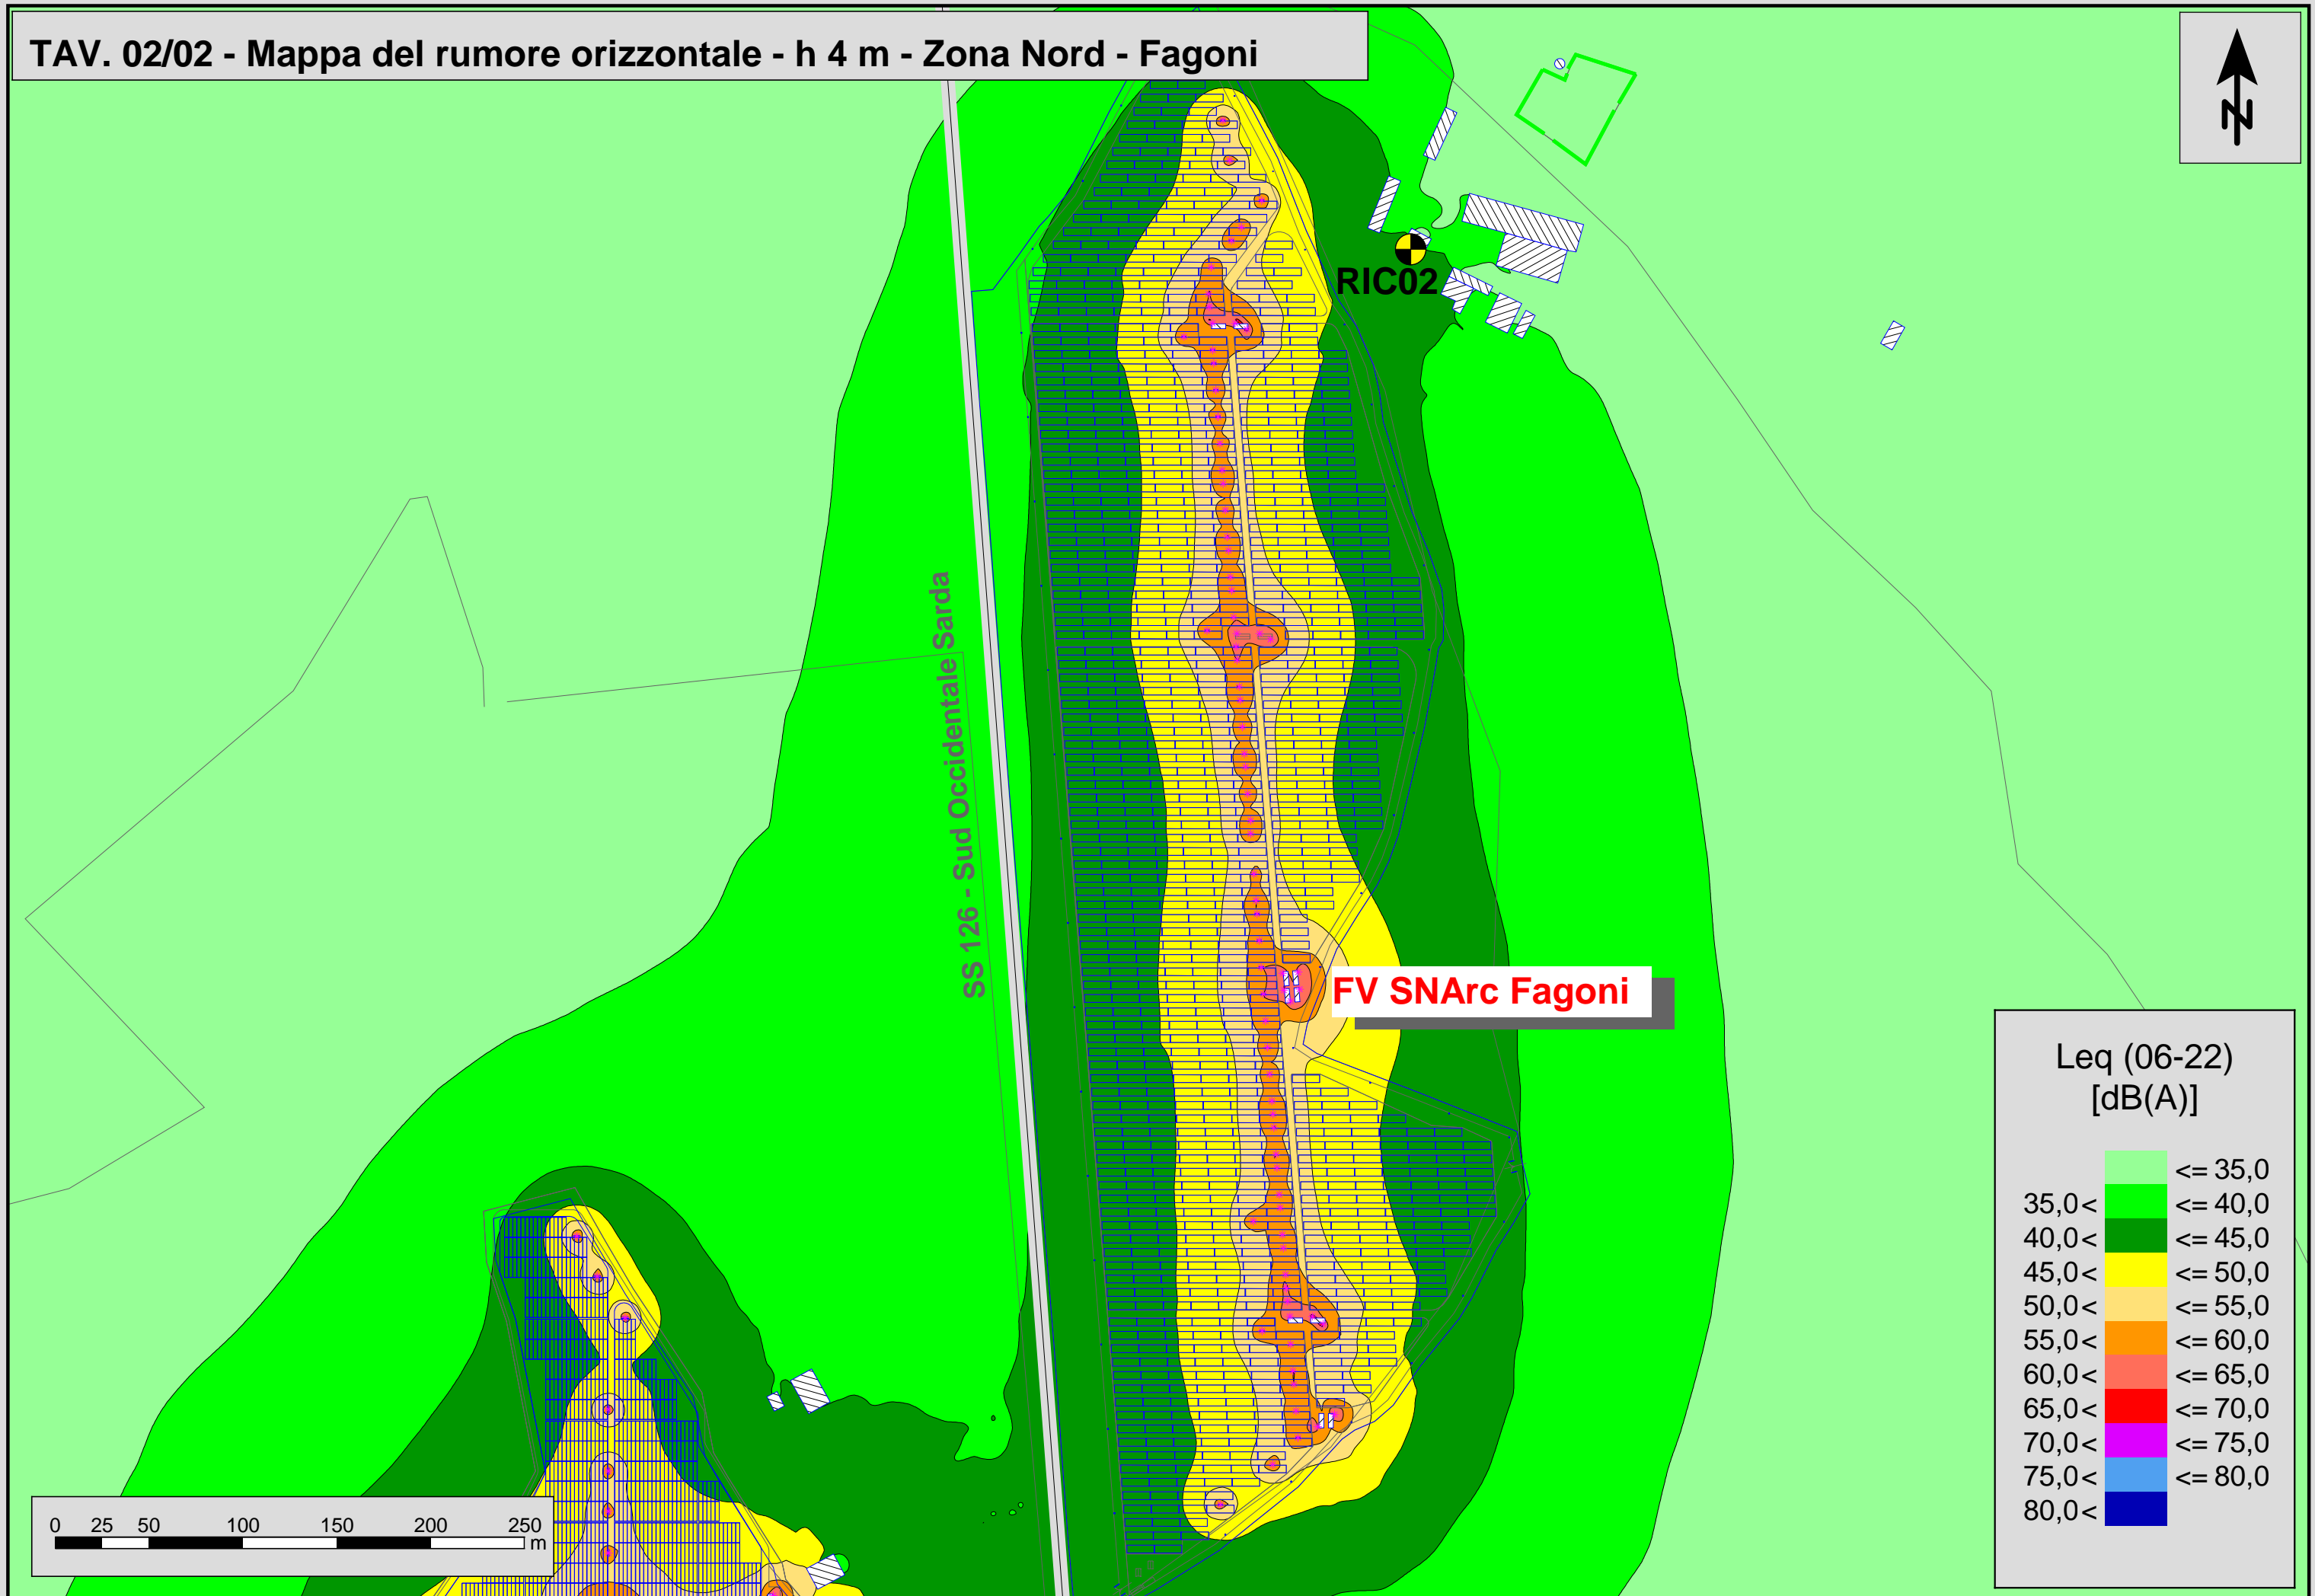 TAV. 02/02 - Mappa del rumore orizzontale - h 4 m - Zona Nord - Fagoni
N
RIC02
SS 126 - Sud Occidentale Sarda
FV SNArc Fagoni
Leq (06-22)
[dB(A)]
<= 35,0
35,0< <= 40,0
40,0< <= 45,0
45,0< <= 50,0
50,0< <= 55,0
55,0< <= 60,0
60,0< <= 65,0
65,0< <= 70,0
70,0< <= 75,0
75,0< <= 80,0
80,0<
0 25 50 100 150 200 250
m